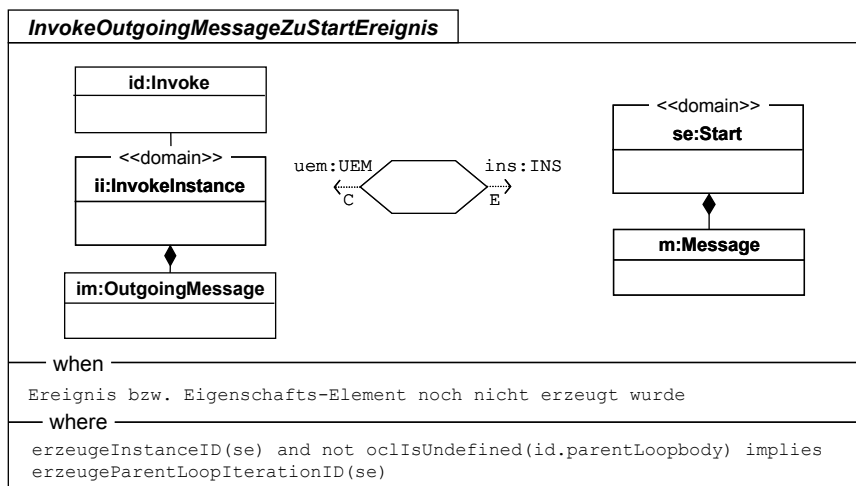 InvokeOutgoingMessageZuStartEreignis
id:Invoke
<<domain>>
ii:InvokeInstance
im:OutgoingMessage
uem:UEM
ins:INS
C
E
<<domain>>
se:Start
m:Message
when
Ereignis bzw. Eigenschafts-Element noch nicht erzeugt wurde
where
erzeugeInstanceID(se) and not oclIsUndefined(id.parentLoopbody) implies
erzeugeParentLoopIterationID(se)